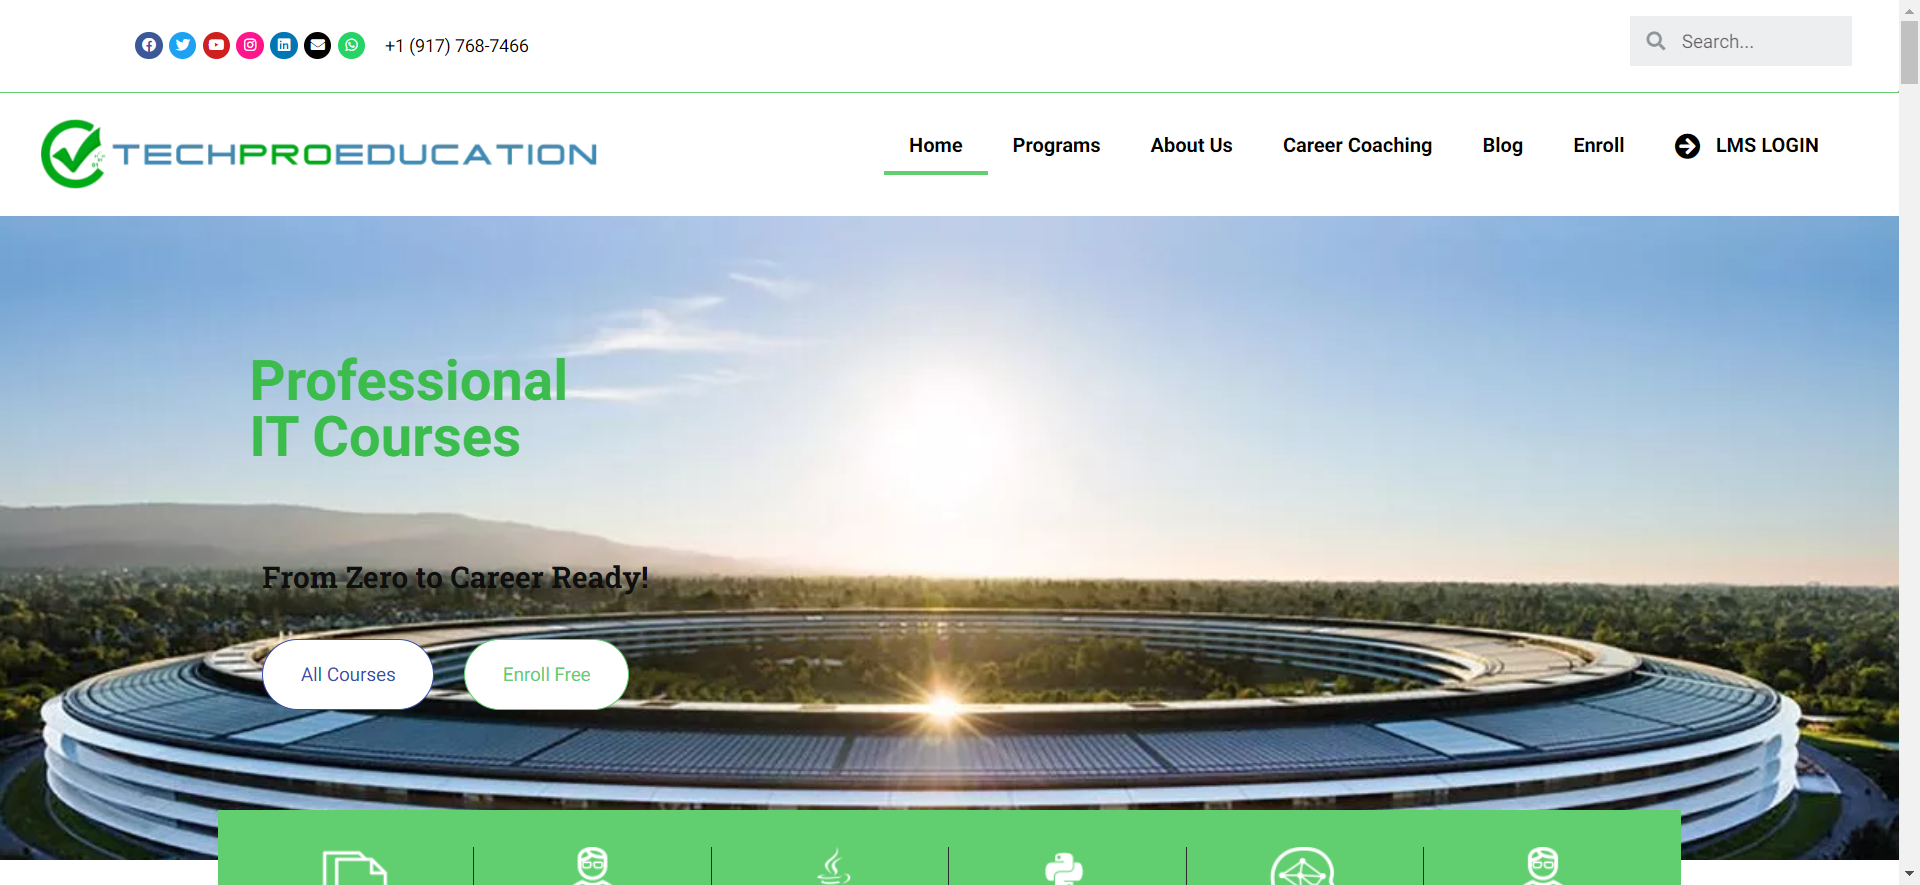 +1 (917) 768-7466
Search...
TECHPROEDUCATION
Home Programs About Us Career Coaching Blog Enroll LMS LOGIN
Professional
IT Courses
From Zero to Career Ready!
All Courses Enroll Free